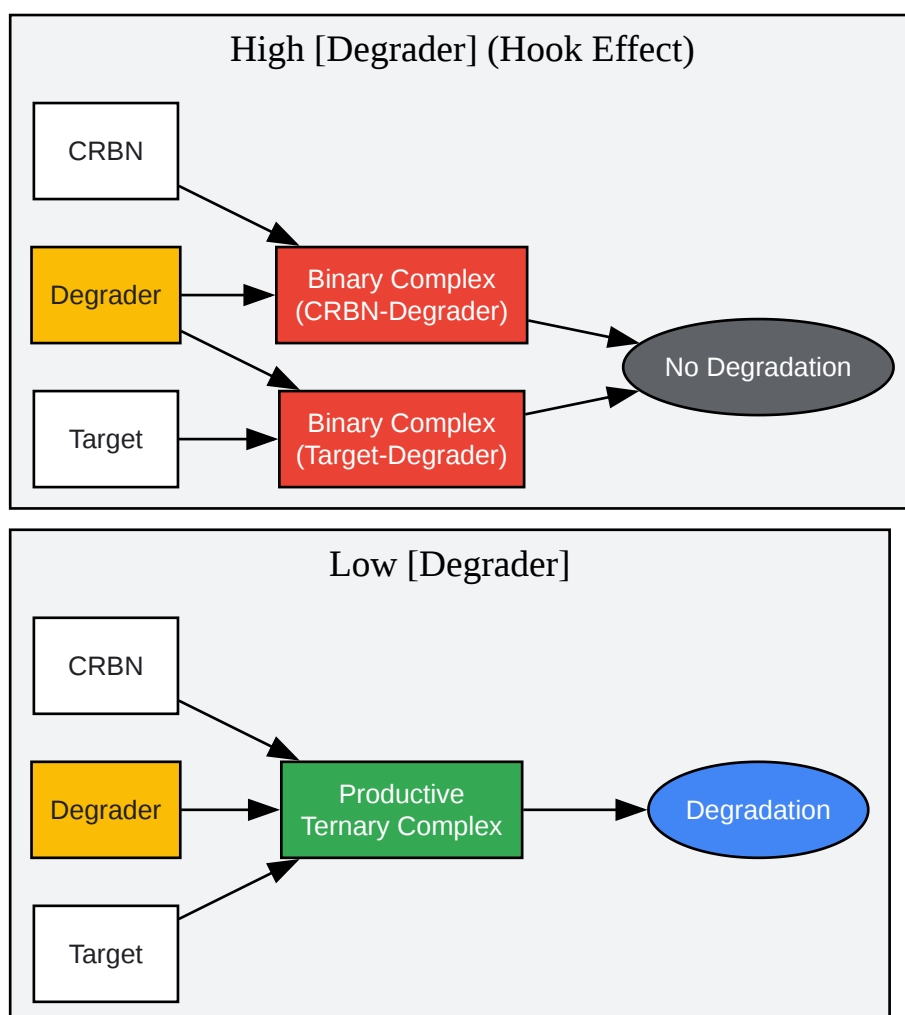 High [Degrader] (Hook Effect)
CRBN
Degrader
Target
Binary Complex
(CRBN-Degrader)
Binary Complex
(Target-Degrader)
No Degradation
Low [Degrader]
CRBN
Degrader
Target
Productive
Ternary Complex
Degradation